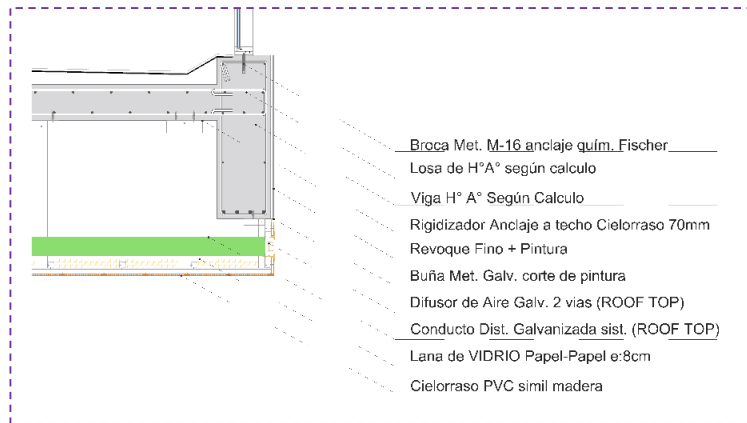 Broca Met. M-16 anclaje quím. Fischer
Losa de H°A° según calculo
Viga H° A° Según Calculo
Rigidizador Anclaje a techo Cielorraso 70mm
Revoque Fino + Pintura
Buña Met. Galv. corte de pintura
Difusor de Aire Galv. 2 vias (ROOF TOP)
Conducto Dist. Galvanizada sist. (ROOF TOP)
Lana de VIDRIO Papel-Papel e:8cm
Cielorraso PVC simil madera